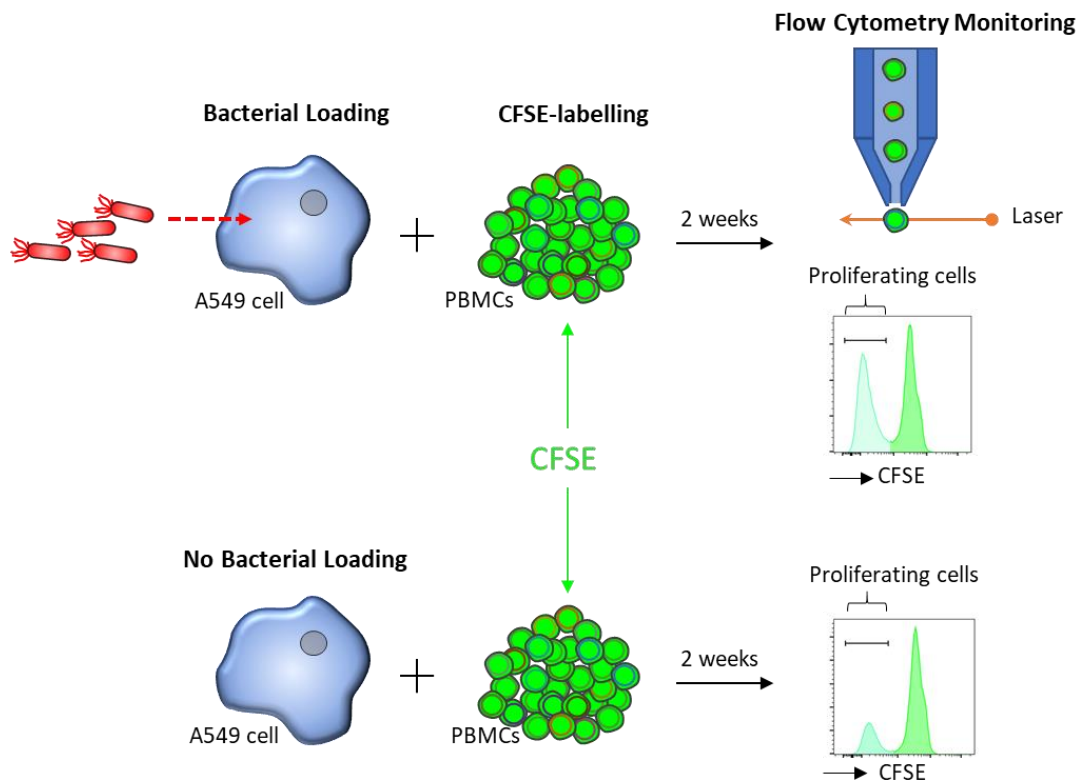 Flow Cytometry Monitoring
Bacterial Loading
CFSE-labelling
2 weeks
Laser
A549 cell
PBMCs
Proliferating cells
CFSE
CFSE
No Bacterial Loading
2 weeks
A549 cell
PBMCs
Proliferating cells
CFSE